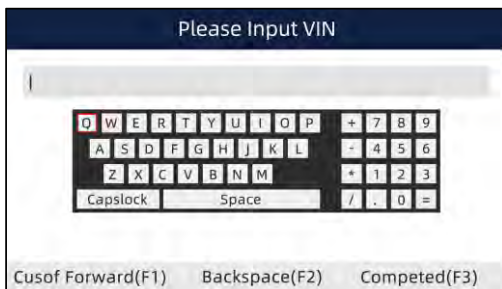 Please Input VIN
Q W E R T Y U I O P + 7 8 9
A S D F G H J K L - 4 5 6
Z X C V B N M * 1 2 3
Capslock Space / . 0 =
Cusof Forward(F1) Backspace(F2) Competed(F3)